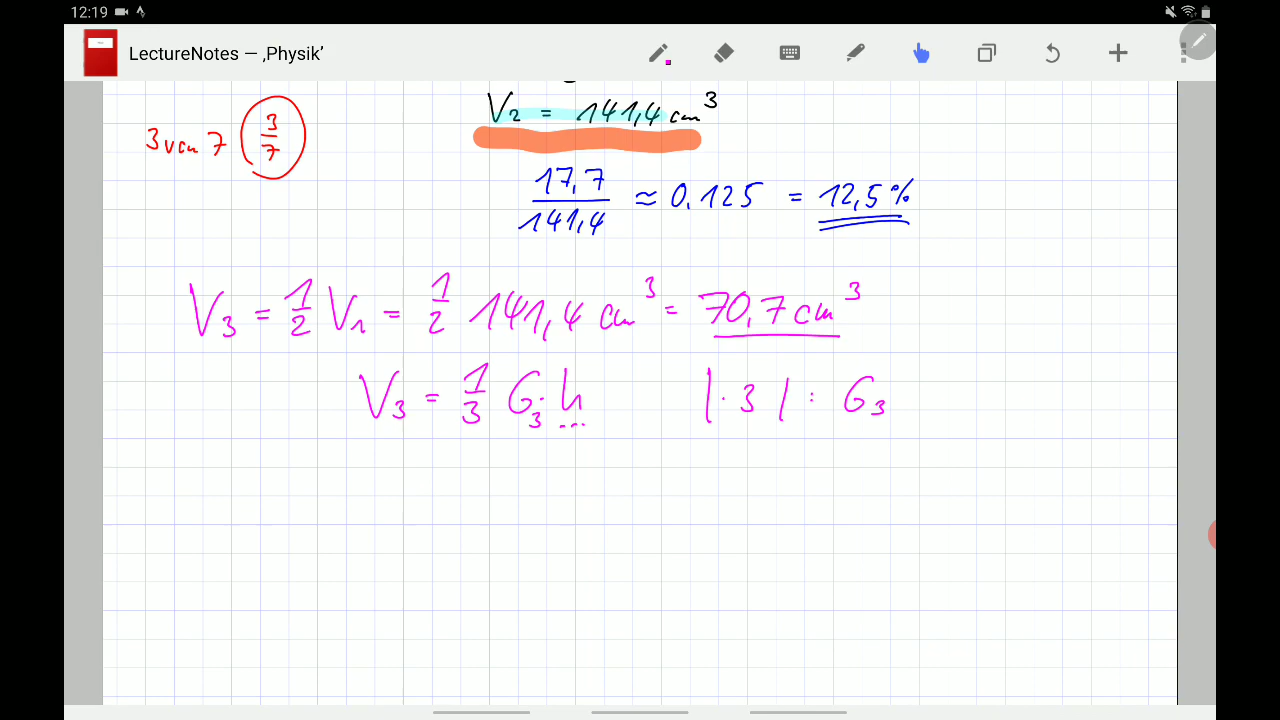 12:19
LectureNotes — ‚Physik‘
V₂ = 141,4 cm³
3 von 7 3/7
17,7/141,4 ≈ 0,125 = 12,5%
V₃ = 1/2 V₁ = 1/2 141,4 cm³ = 70,7 cm³
V₃ = 1/3 G₃ · h | · 3 | : G₃